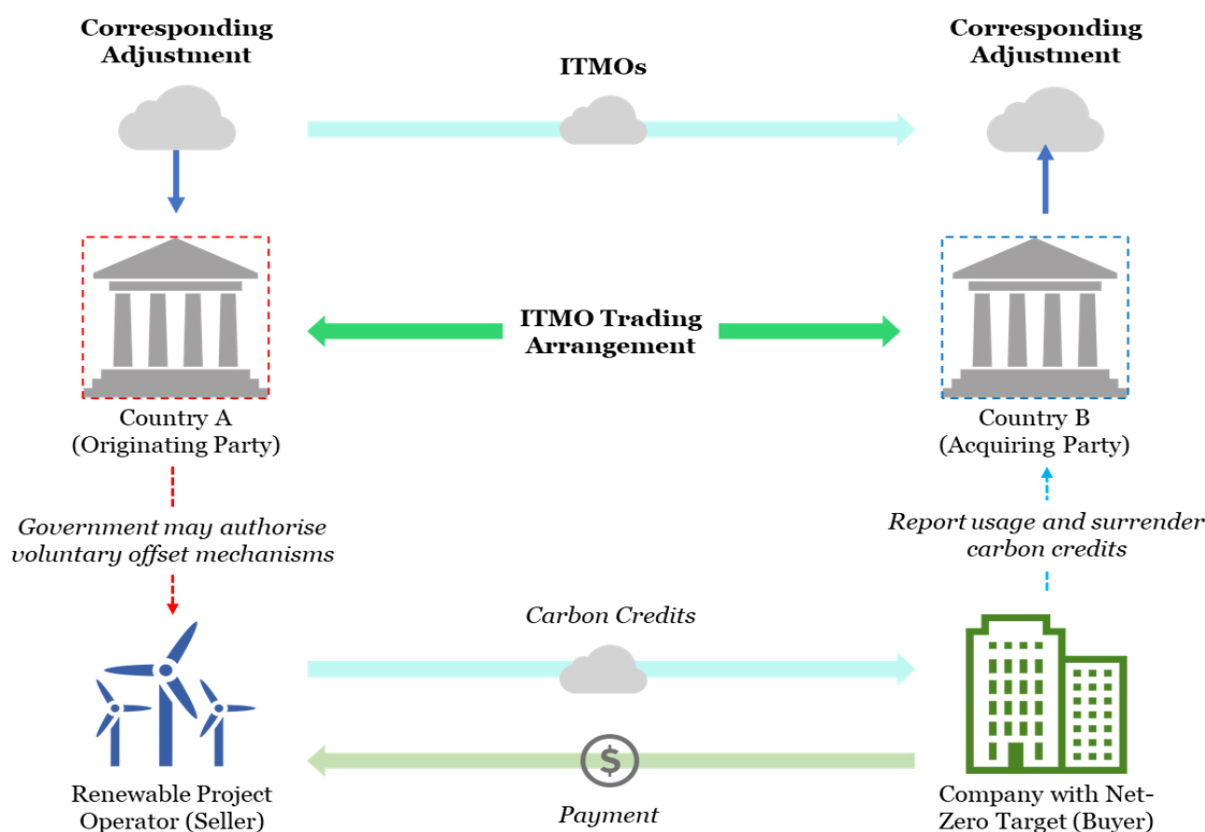 Corresponding
Adjustment
ITMOs
Corresponding
Adjustment
ITMO Trading
Arrangement
Country A
(Originating Party)
Country B
(Acquiring Party)
Government may authorise
voluntary offset mechanisms
Report usage and surrender
carbon credits
Carbon Credits
$
Renewable Project
Operator (Seller)
Payment
Company with Net-
Zero Target (Buyer)